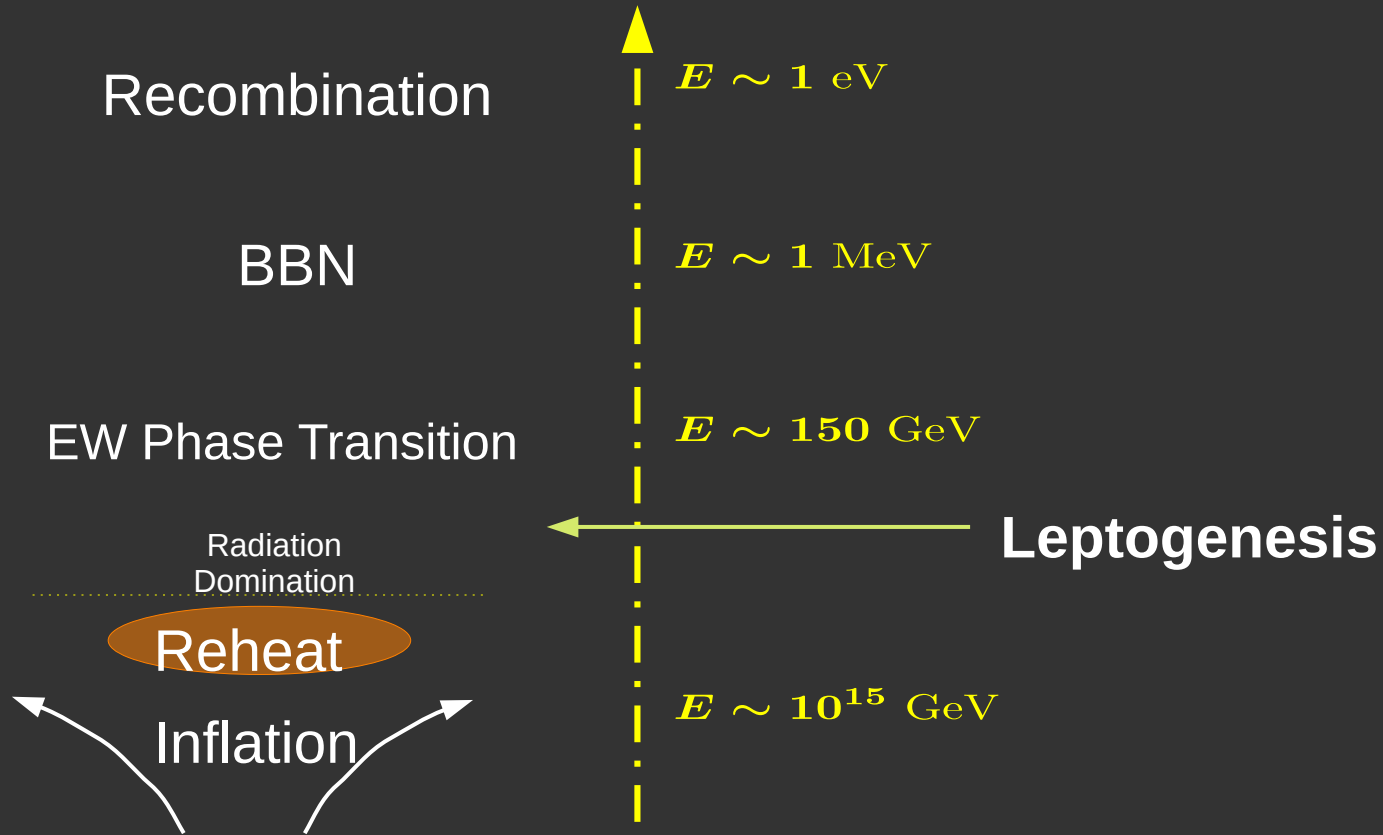 Recombination
E ∼ 1 eV
BBN
E ∼ 1 MeV
EW Phase Transition
E ∼ 150 GeV
Leptogenesis
Radiation
Domination
Reheat
E ∼ 10¹⁵ GeV
Inflation